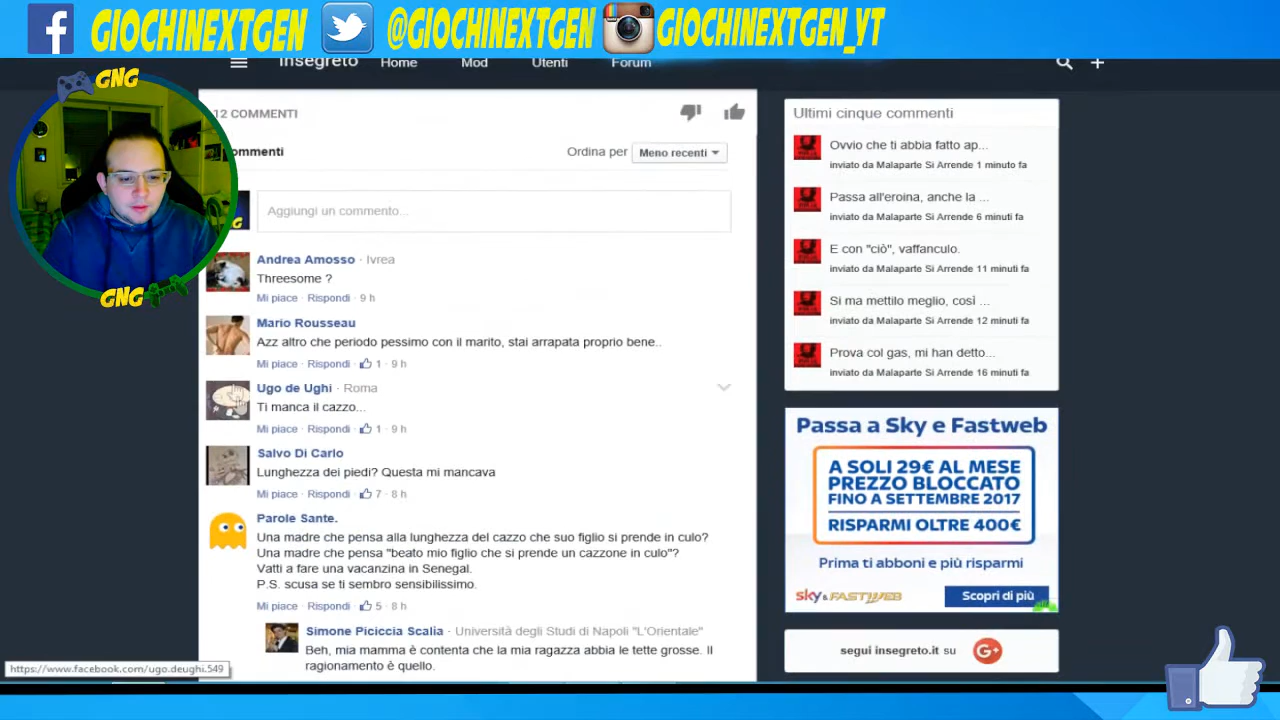 GIOCHINEXTGEN @GIOCHINEXTGEN GIOCHINEXTGEN_YT
Insegreto Home Mod Utenti Forum
GNG
GNG
12 COMMENTI
ommenti
Ordina per Meno recenti
Aggiungi un commento...
Andrea Amosso · Ivrea
Threesome ?
Mi piace · Rispondi · 9 h
Mario Rousseau
Azz altro che periodo pessimo con il marito, stai arrapata proprio bene..
Mi piace · Rispondi · 1 · 9 h
Ugo de Ughi · Roma
Ti manca il cazzo...
Mi piace · Rispondi · 1 · 9 h
Salvo Di Carlo
Lunghezza dei piedi? Questa mi mancava
Mi piace · Rispondi · 7 · 8 h
Parole Sante.
Una madre che pensa alla lunghezza del cazzo che suo figlio si prende in culo?
Una madre che pensa "beato mio figlio che si prende un cazzone in culo"?
Vatti a fare una vacanzina in Senegal.
P.S. scusa se ti sembro sensibilissimo.
Mi piace · Rispondi · 5 · 8 h
Simone Piciccia Scalia · Università degli Studi di Napoli "L'Orientale"
Beh, mia mamma è contenta che la mia ragazza abbia le tette grosse. Il
ragionamento è quello.
https://www.facebook.com/ugo.deughi.549
Ultimi cinque commenti
Ovvio che ti abbia fatto ap...
inviato da Malaparte Si Arrende 1 minuto fa
Passa all'eroina, anche la ...
inviato da Malaparte Si Arrende 6 minuti fa
E con "ciò", vaffanculo.
inviato da Malaparte Si Arrende 11 minuti fa
Si ma mettilo meglio, così ...
inviato da Malaparte Si Arrende 12 minuti fa
Prova col gas, mi han detto...
inviato da Malaparte Si Arrende 16 minuti fa
Passa a Sky e Fastweb
A SOLI 29€ AL MESE
PREZZO BLOCCATO
FINO A SETTEMBRE 2017
RISPARMI OLTRE 400€
Prima ti abboni e più risparmi
sky & FASTWEB Scopri di più
segui insegreto.it su G+